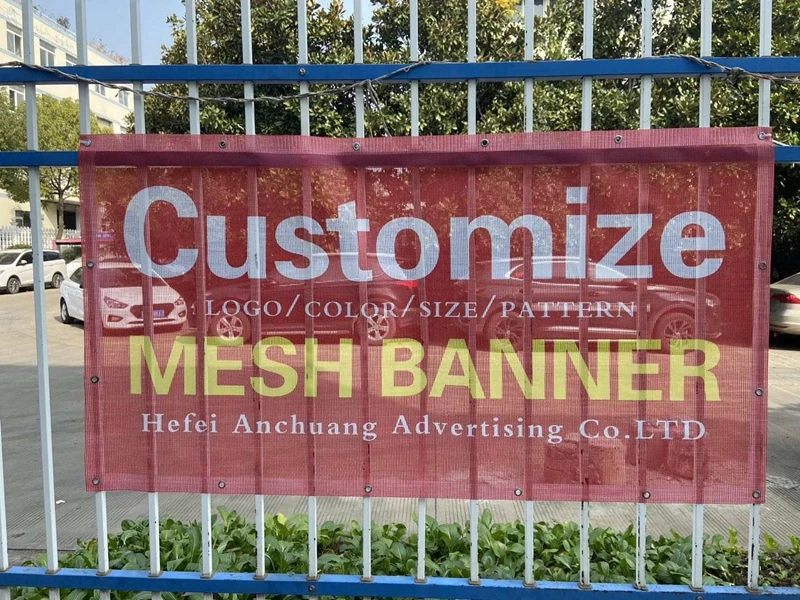 Customize
LOGO/COLOR/SIZE/PATTERN
MESH BANNER
Hefei Anchuang Advertising Co.LTD